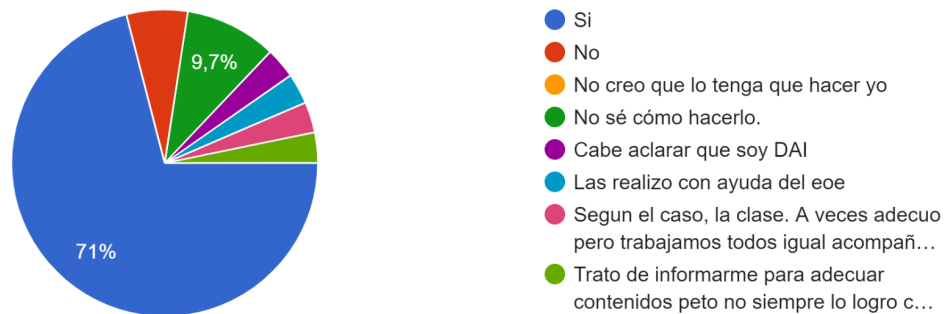 Si
No
9,7%
No creo que lo tenga que hacer yo
No sé cómo hacerlo.
Cabe aclarar que soy DAI
Las realizo con ayuda del eoe
Segun el caso, la clase. A veces adecuo
pero trabajamos todos igual acompañ...
71%
Trato de informarme para adecuar
contenidos peto no siempre lo logro c...